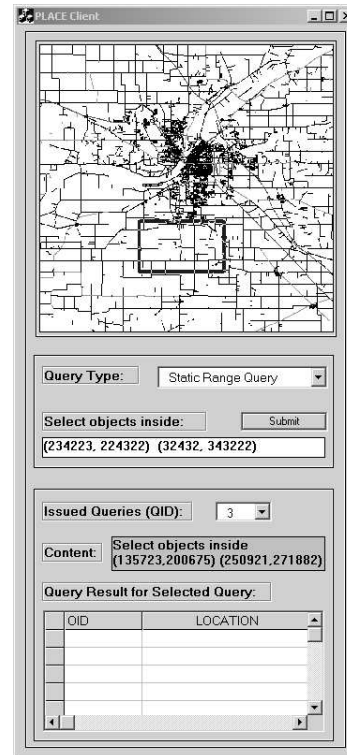 PLACE Client
Query Type: Static Range Query
Select objects inside: Submit
(234223, 224322) (32432, 343222)
Issued Queries (QID): 3
Content: Select objects inside
(135723,200675) (250921,271882)
Query Result for Selected Query:
OID LOCATION